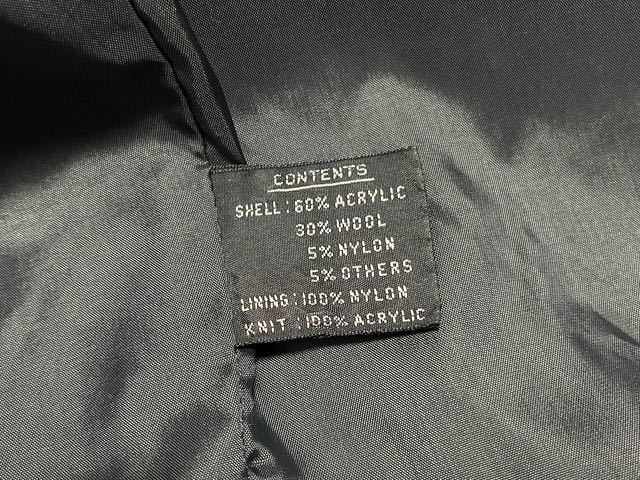 CONTENTS
SHELL: 60% ACRYLIC
30% WOOL
5% NYLON
5% OTHERS
LINING: 100% NYLON
KNIT: 100% ACRYLIC